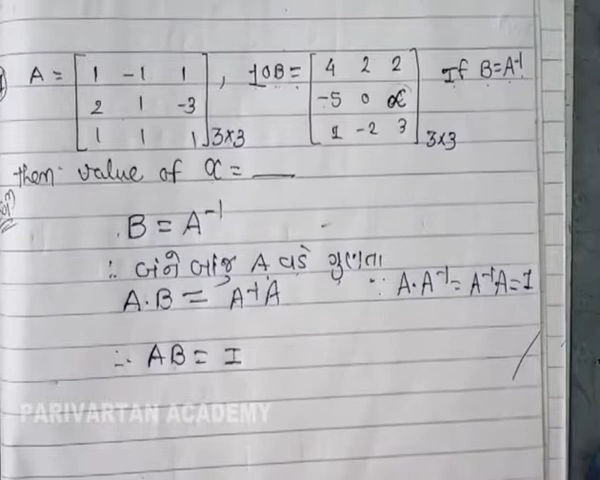 A = [ 1 -1 1 , 10B = [ 4 2 2 If B = A⁻¹
2 1 -3 -5 0 α
1 1 1 ]3×3 1 -2 3 ]3×3
then value of α = ___
B = A⁻¹
∴ બંને બાજુ A વડે ગુણતા
A·B = A⁻¹A ∵ A·A⁻¹ = A⁻¹A = I
∴ AB = I
PARIVARTAN ACADEMY